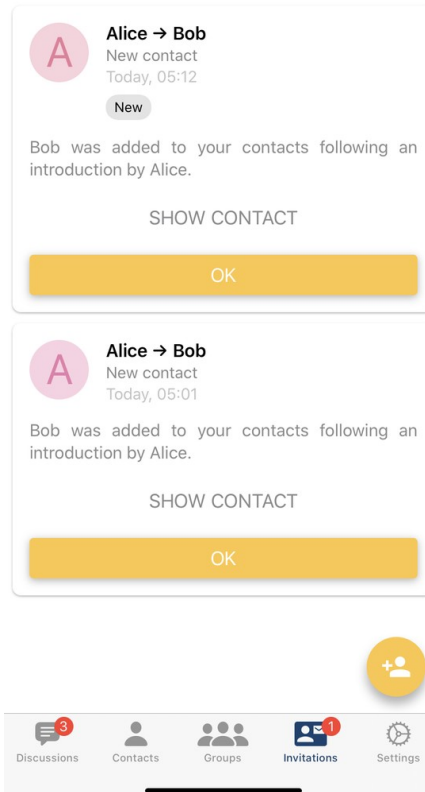 A
Alice → Bob
New contact
Today, 05:12
New
Bob was added to your contacts following an
introduction by Alice.
SHOW CONTACT
OK
A
Alice → Bob
New contact
Today, 05:01
Bob was added to your contacts following an
introduction by Alice.
SHOW CONTACT
OK
3
1
Discussions Contacts Groups Invitations Settings